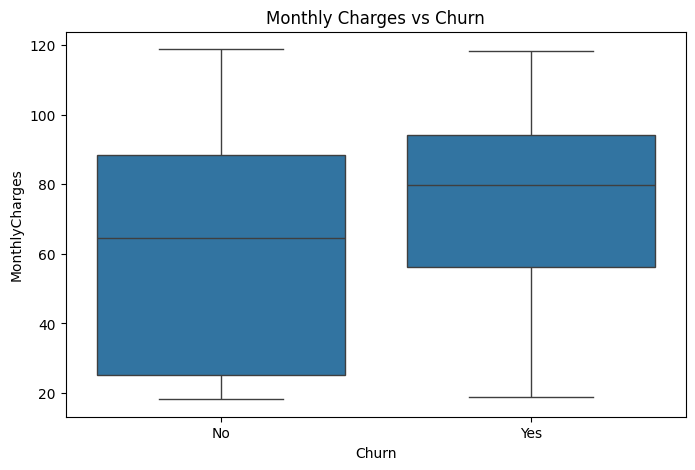 Monthly Charges vs Churn
120
100
80
60
40
20
MonthlyCharges
No
Yes
Churn